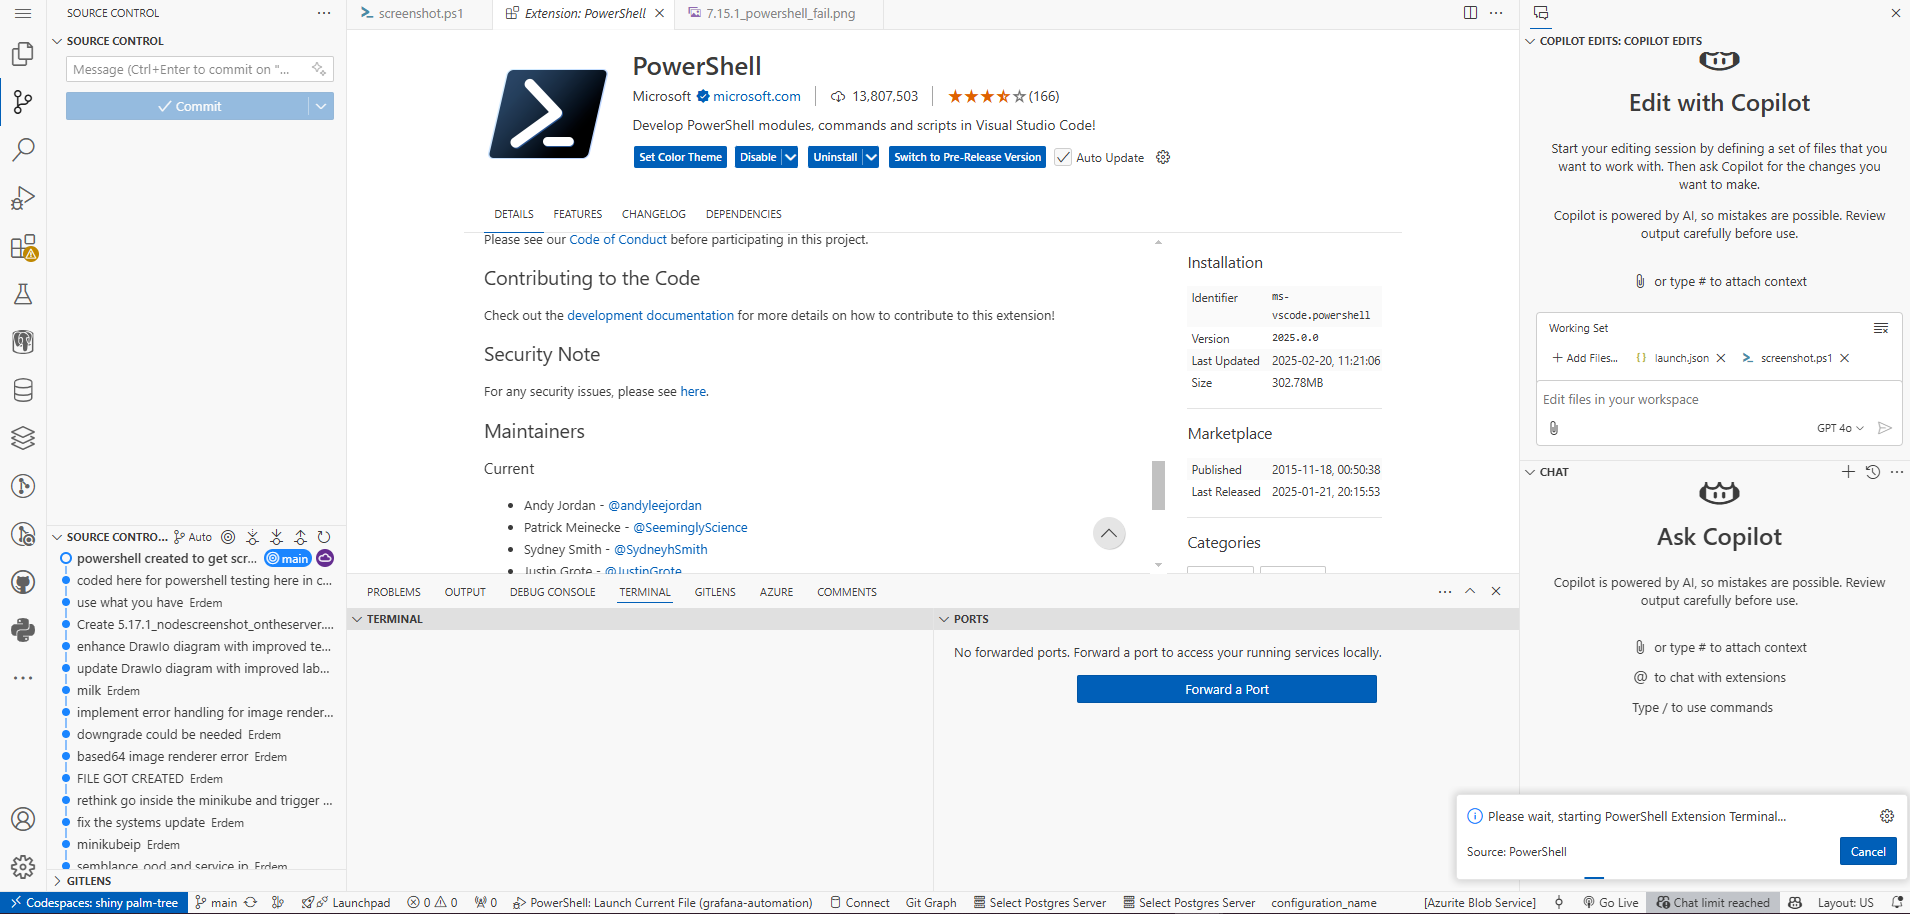 SOURCE CONTROL
SOURCE CONTROL
Message (Ctrl+Enter to commit on "...
Commit
SOURCE CONTRO...
Auto
powershell created to get scr...
main
coded here for powershell testing here in c...
use what you have Erdem
Create 5.17.1_nodescreenshot_ontheserver....
enhance DrawIo diagram with improved te...
update DrawIo diagram with improved lab...
milk Erdem
implement error handling for image render...
downgrade could be needed Erdem
based64 image renderer error Erdem
FILE GOT CREATED Erdem
rethink go inside the minikube and trigger ...
fix the systems update Erdem
minikubeip Erdem
semblance ood and service ip Erdem
GITLENS
screenshot.ps1
Extension: PowerShell
7.15.1_powershell_fail.png
PowerShell
Microsoft microsoft.com 13,807,503 (166)
Develop PowerShell modules, commands and scripts in Visual Studio Code!
Set Color Theme
Disable
Uninstall
Switch to Pre-Release Version
Auto Update
DETAILS FEATURES CHANGELOG DEPENDENCIES
Please see our Code of Conduct before participating in this project.
Contributing to the Code
Check out the development documentation for more details on how to contribute to this extension!
Security Note
For any security issues, please see here.
Maintainers
Current
Andy Jordan - @andyleejordan
Patrick Meinecke - @SeeminglyScience
Sydney Smith - @SydneyhSmith
Justin Grote - @JustinGrote
Installation
Identifier ms-
vscode.powershell
Version 2025.0.0
Last Updated 2025-02-20, 11:21:06
Size 302.78MB
Marketplace
Published 2015-11-18, 00:50:38
Last Released 2025-01-21, 20:15:53
Categories
PROBLEMS OUTPUT DEBUG CONSOLE TERMINAL GITLENS AZURE COMMENTS
TERMINAL
PORTS
No forwarded ports. Forward a port to access your running services locally.
Forward a Port
COPILOT EDITS: COPILOT EDITS
Edit with Copilot
Start your editing session by defining a set of files that you
want to work with. Then ask Copilot for the changes you
want to make.
Copilot is powered by AI, so mistakes are possible. Review
output carefully before use.
or type # to attach context
Working Set
+ Add Files...
launch.json
screenshot.ps1
Edit files in your workspace
GPT 4o
CHAT
Ask Copilot
Copilot is powered by AI, so mistakes are possible. Review
output carefully before use.
or type # to attach context
@ to chat with extensions
Type / to use commands
Please wait, starting PowerShell Extension Terminal...
Source: PowerShell
Cancel
Codespaces: shiny palm-tree
main
Launchpad
0 0
0
PowerShell: Launch Current File (grafana-automation)
Connect
Git Graph
Select Postgres Server
Select Postgres Server
configuration_name
[Azurite Blob Service]
Go Live
Chat limit reached
Layout: US